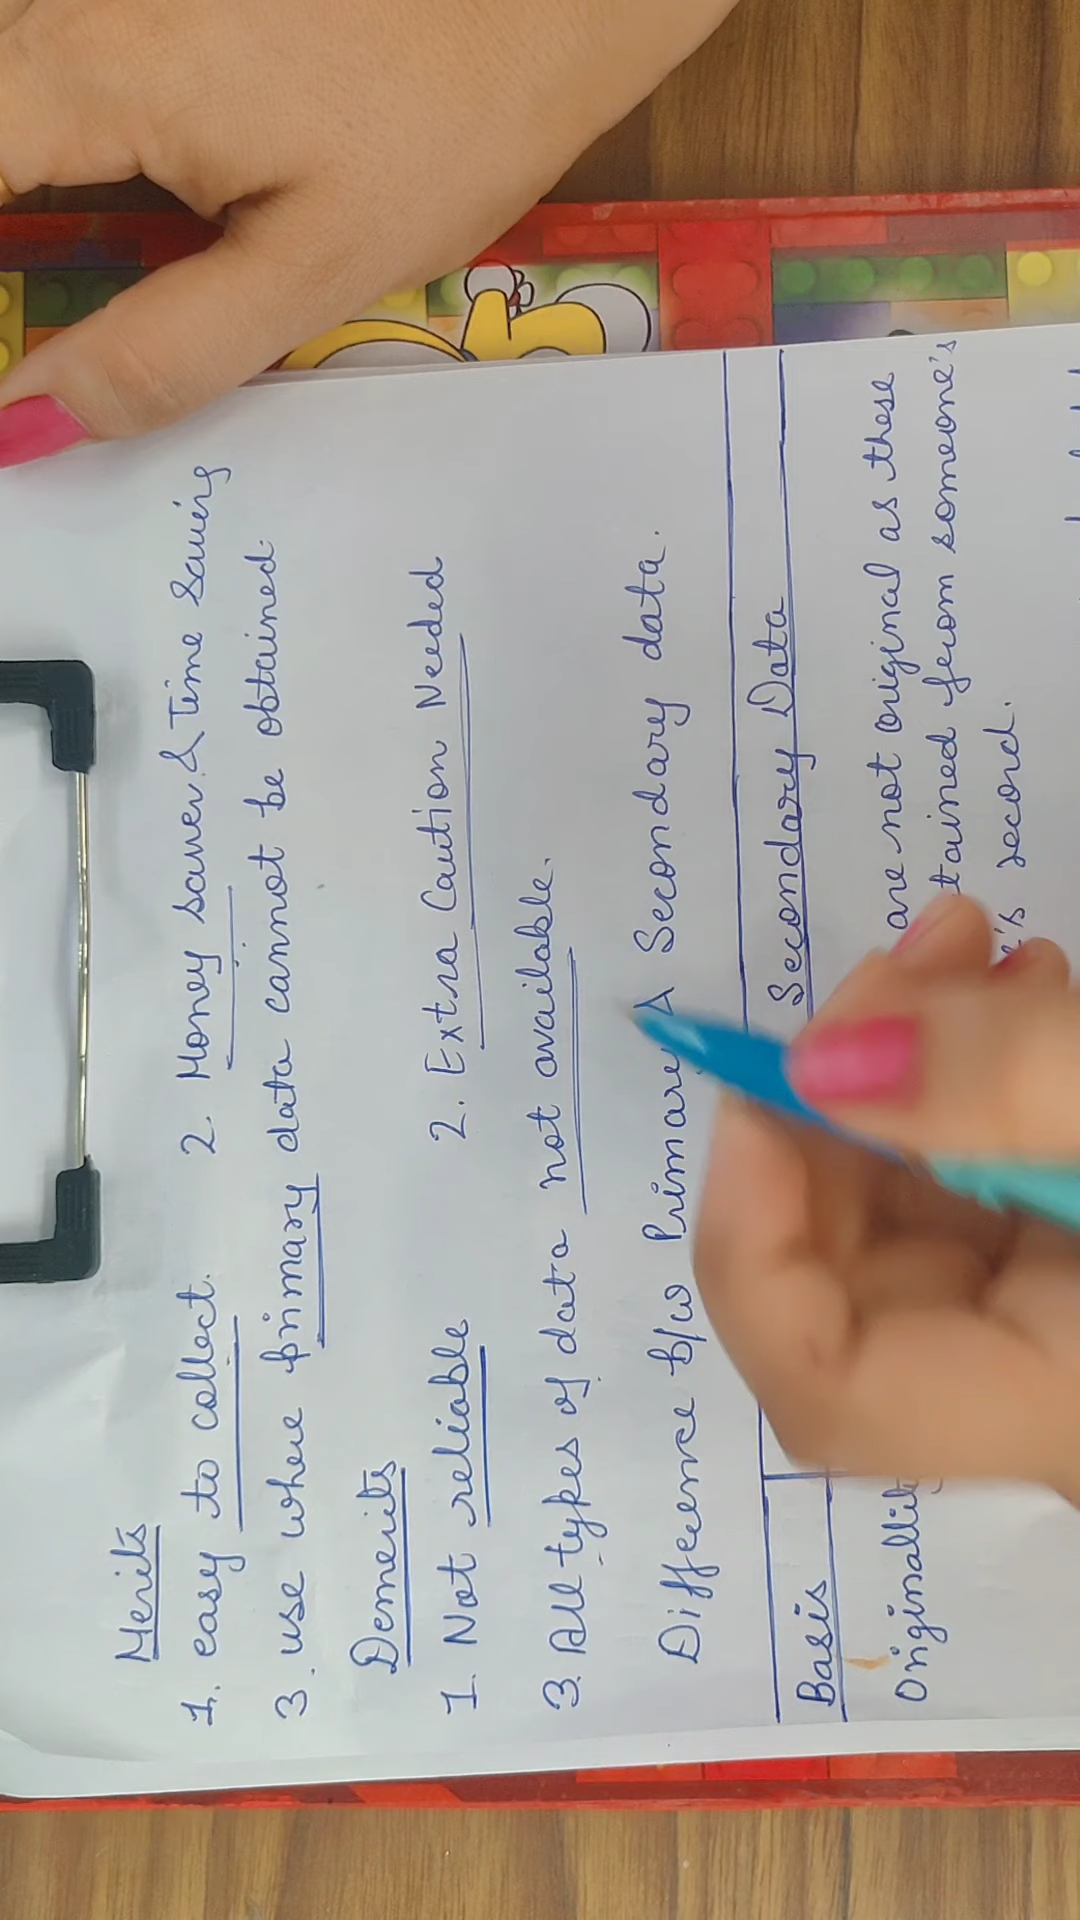 Merits
1. easy to collect. 2. Money saver & Time saving
3. use where primary data cannot be obtained.
Demerits
1. Not reliable 2. Extra Caution Needed
3. All types of data not available.
Difference b/w Primary & Secondary data.
Basis Secondary Data
Originality are not original as these
tained from someone's
e's record.